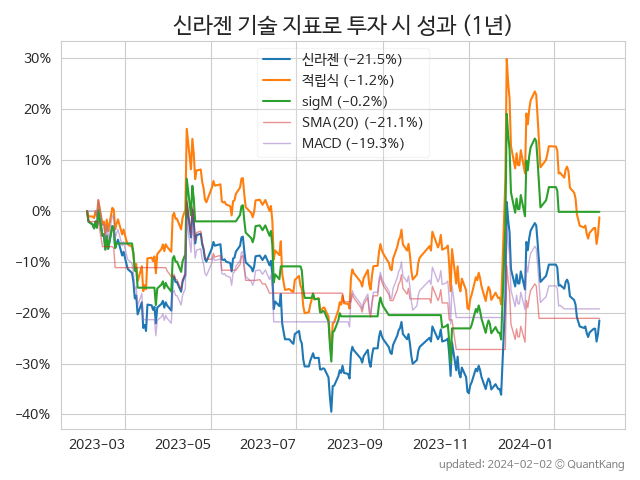 신라젠 기술 지표로 투자 시 성과 (1년)
신라젠 (−21.5%)
적립식 (−1.2%)
sigM (−0.2%)
SMA(20) (−21.1%)
MACD (−19.3%)
30%
20%
10%
0%
−10%
−20%
−30%
−40%
2023−03 2023−05 2023−07 2023−09 2023−11 2024−01
updated: 2024−02−02 © QuantKang